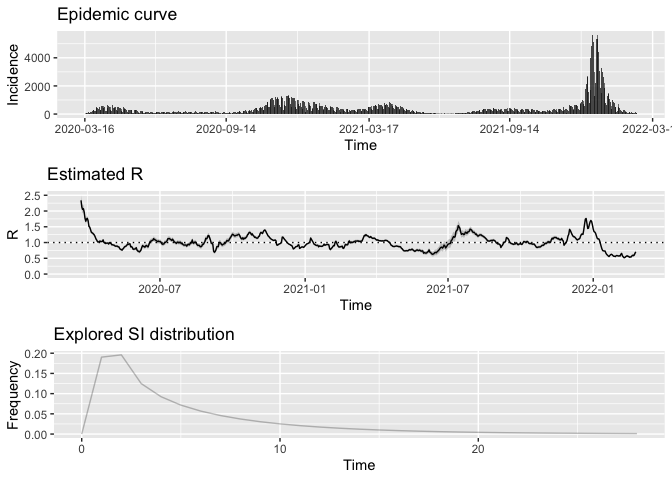 Epidemic curve
Incidence
4000
2000
0
2020-03-16 2020-09-14 2021-03-17 2021-09-14 2022-03-1
Time
Estimated R
R
2.5
2.0
1.5
1.0
0.5
0.0
2020-07 2021-01 2021-07 2022-01
Time
Explored SI distribution
Frequency
0.20
0.15
0.10
0.05
0.00
0 10 20
Time